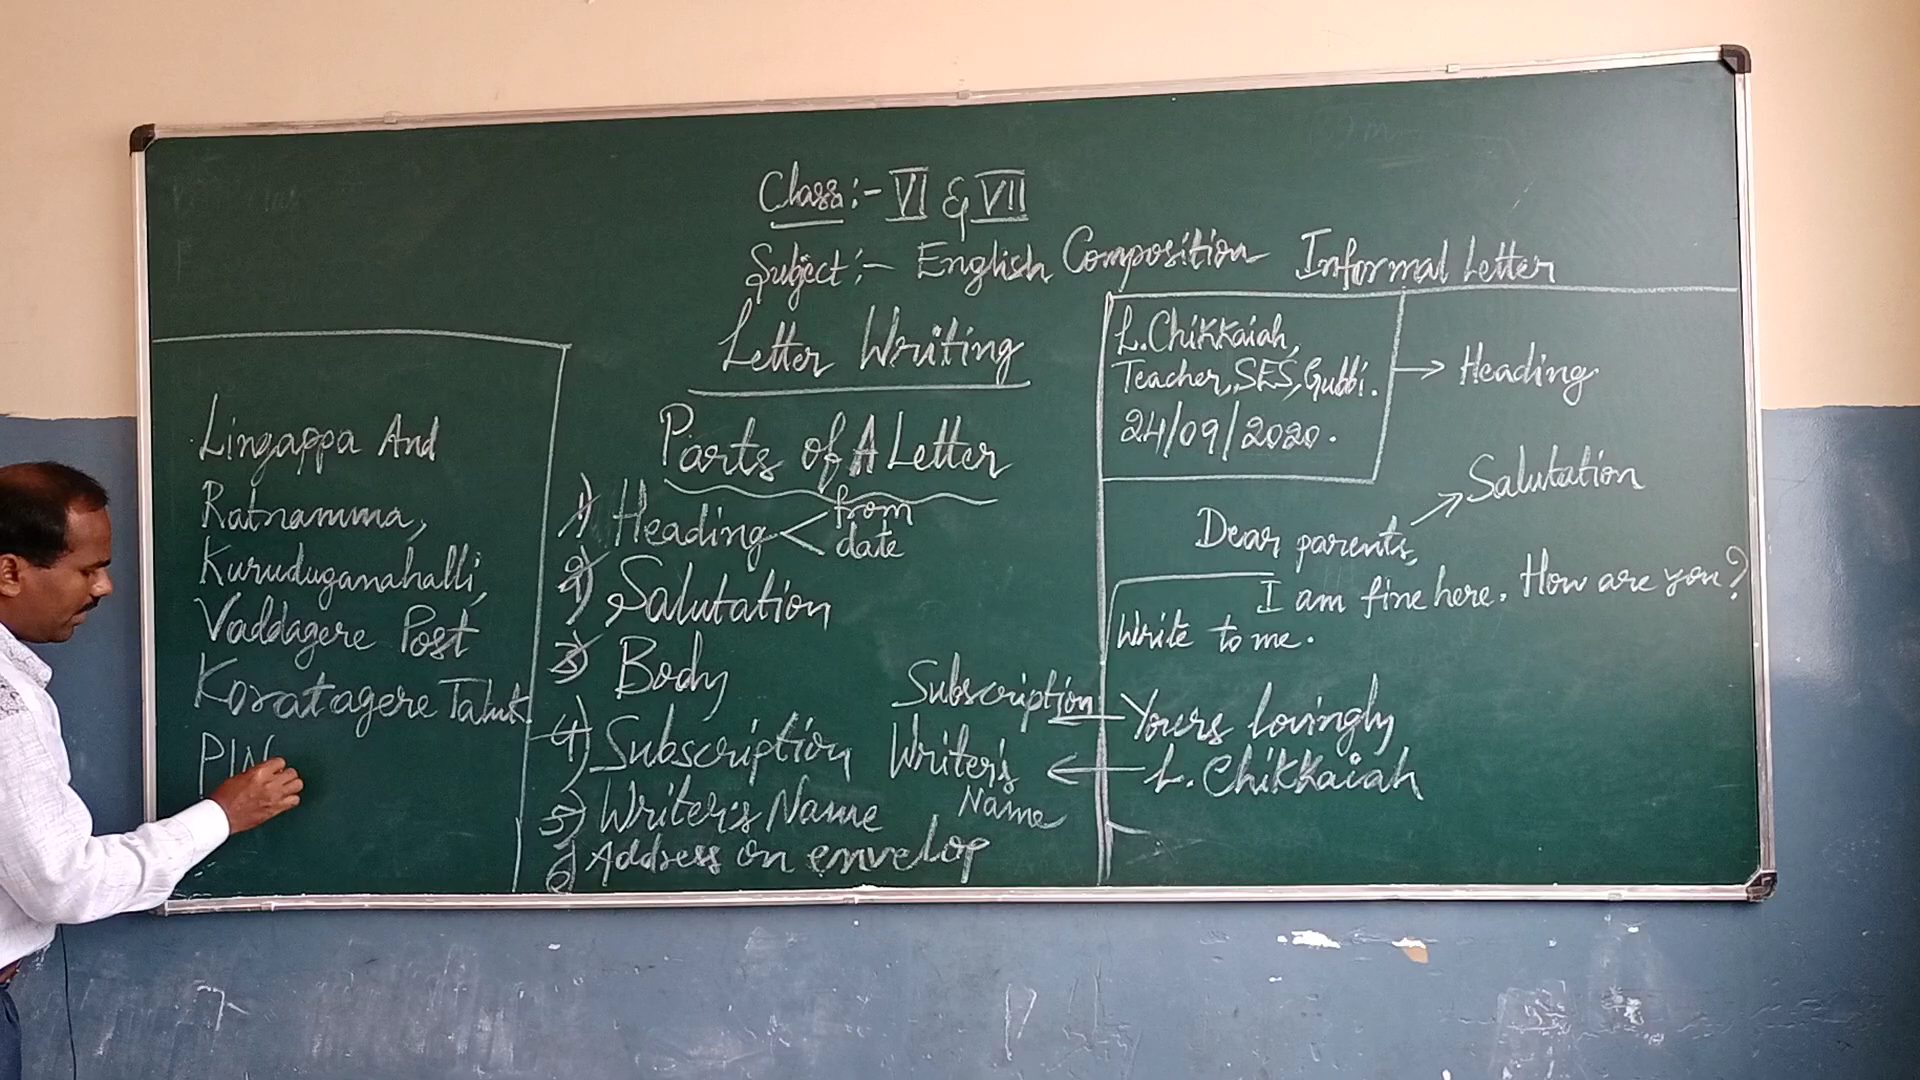 Class:- VI & VII
Subject:- English Composition
Letter Writing
Parts of A Letter
1) Heading < from
date
2) Salutation
3) Body
4) Subscription
5) Writer's Name
6) Address on envelop
Informal Letter
L. Chikkaiah,
Teacher, SES, Gubbi.
24/09/2020.
→ Heading
Dear parents, → Salutation
I am fine here. How are you?
Write to me.
Subscription ← Yours lovingly
Writer's Name ← L. Chikkaiah
Lingappa And
Ratnamma,
Kuruduganahalli,
Vaddagere Post
Koratagere Taluk
PIN